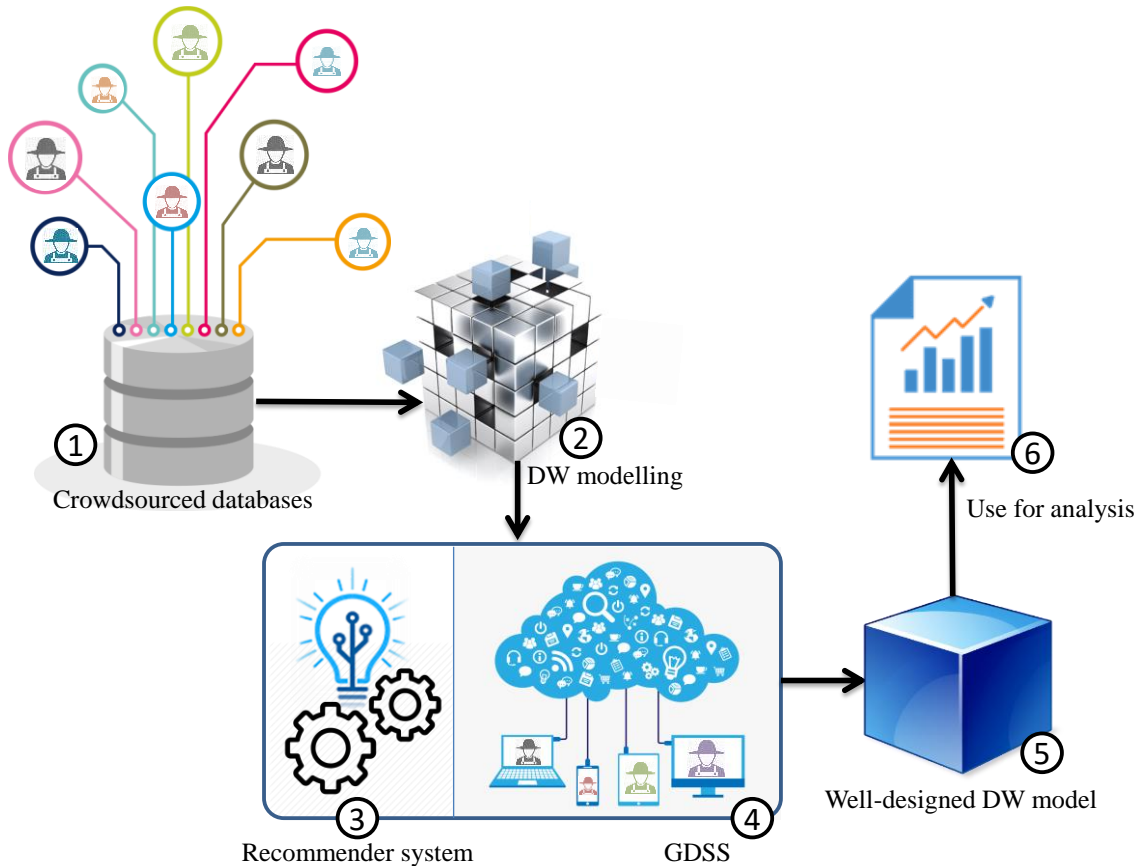 1
Crowdsourced databases
2
DW modelling
3
Recommender system
4
GDSS
5
Well-designed DW model
6
Use for analysis